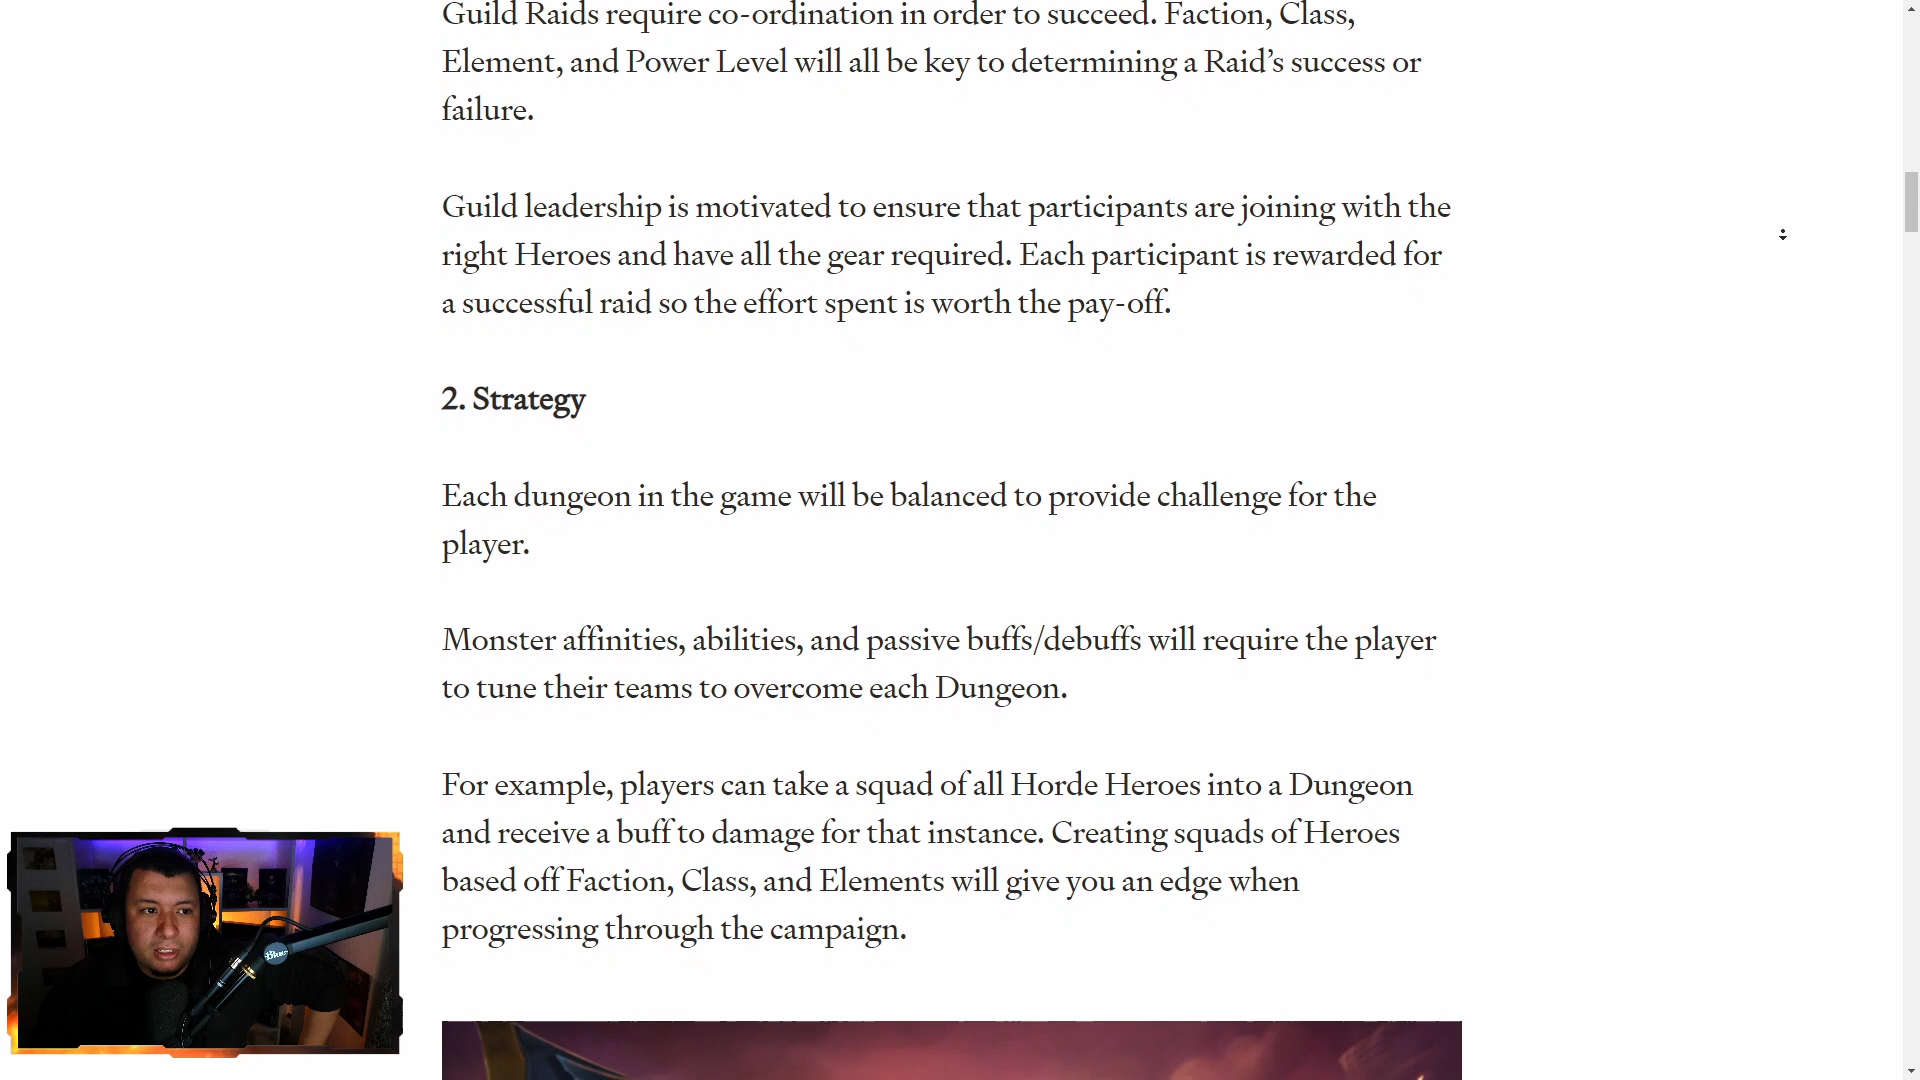 Guild Raids require co-ordination in order to succeed. Faction, Class,
Element, and Power Level will all be key to determining a Raid’s success or
failure.
Guild leadership is motivated to ensure that participants are joining with the
right Heroes and have all the gear required. Each participant is rewarded for
a successful raid so the effort spent is worth the pay-off.
2. Strategy
Each dungeon in the game will be balanced to provide challenge for the
player.
Monster affinities, abilities, and passive buffs/debuffs will require the player
to tune their teams to overcome each Dungeon.
For example, players can take a squad of all Horde Heroes into a Dungeon
and receive a buff to damage for that instance. Creating squads of Heroes
based off Faction, Class, and Elements will give you an edge when
progressing through the campaign.
Blue